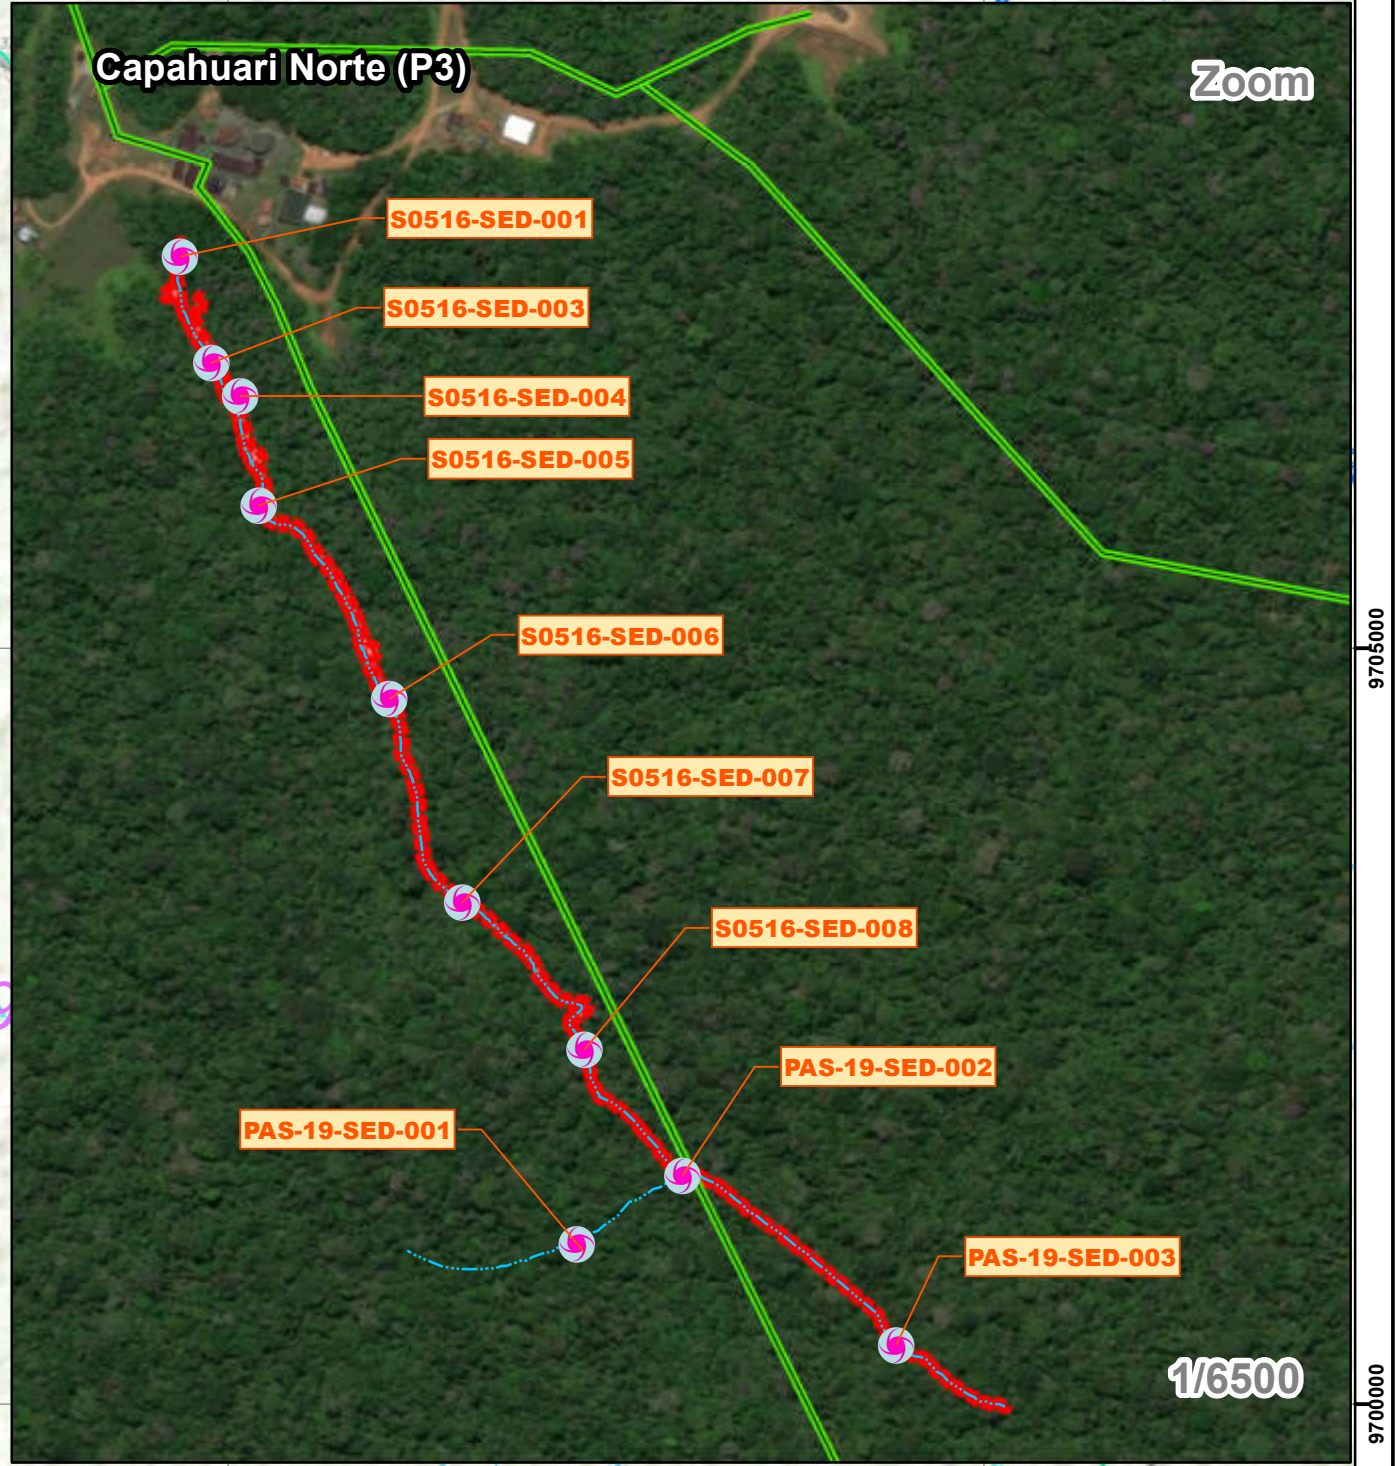 Capahuari Norte (P3)
Zoom
S0516-SED-001
S0516-SED-003
S0516-SED-004
S0516-SED-005
S0516-SED-006
9705000
S0516-SED-007
S0516-SED-008
PAS-19-SED-002
PAS-19-SED-001
PAS-19-SED-003
1/6500
9700000